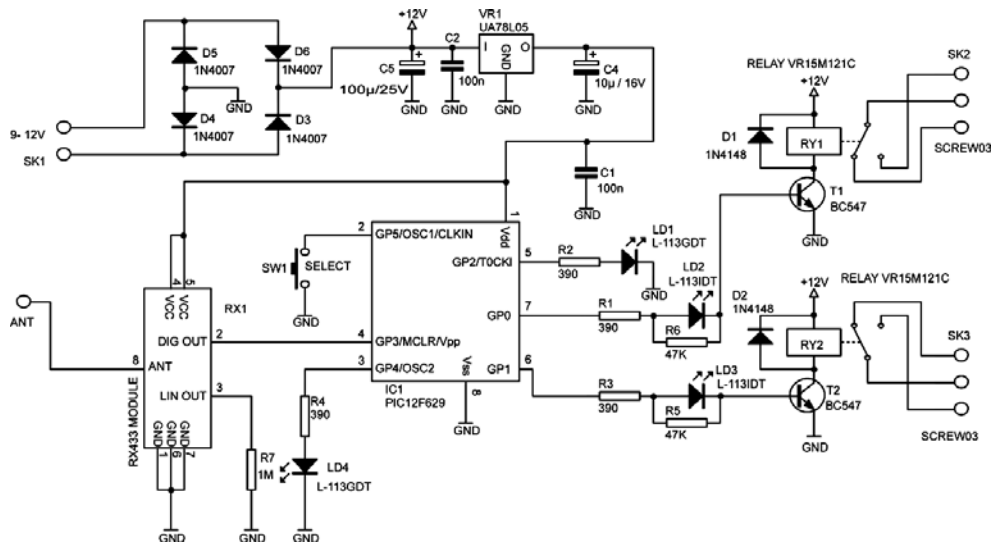 +12V
VR1
UA78L05
D5
1N4007
D6
1N4007
C2
100n
I
GND
O
C5
100µ/25V
+
C4
10µ / 16V
+
GND
GND
GND
GND
GND
D4
1N4007
D3
1N4007
9- 12V
SK1
C1
100n
GND
RELAY VR15M121C
+12V
SK2
D1
1N4148
RY1
SCREW03
T1
BC547
GND
1
Vdd
2
GP5/OSC1/CLKIN
GP2/T0CKI
5
R2
390
LD1
L-113GDT
GND
SW1
SELECT
GND
LD2
L-113IDT
GP0
7
R1
390
R6
47K
RELAY VR15M121C
+12V
D2
1N4148
RY2
SK3
SCREW03
T2
BC547
GND
4
GP3/MCLR/Vpp
3
GP4/OSC2
GP1
6
R3
390
LD3
L-113IDT
R5
47K
Vss
8
GND
IC1
PIC12F629
ANT
4
5
VCC
VCC
RX1
DIG OUT
2
8
ANT
LIN OUT
3
RX433 MODULE
GND
GND
GND
1
6
7
GND
R7
1M
GND
R4
390
LD4
L-113GDT
GND